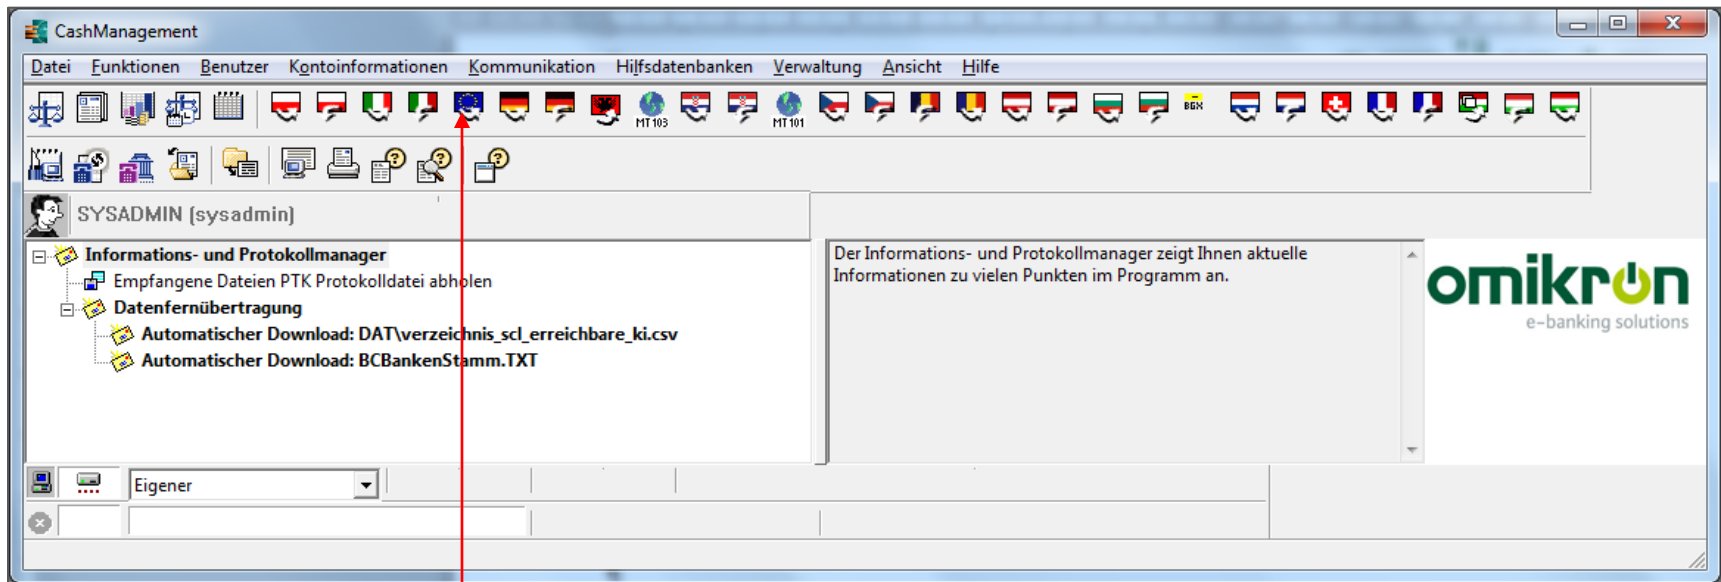 CashManagement
Datei Funktionen Benutzer Kontoinformationen Kommunikation Hilfsdatenbanken Verwaltung Ansicht Hilfe
MT103 MT101 BGX
SYSADMIN (sysadmin)
Informations- und Protokollmanager
Empfangene Dateien PTK Protokolldatei abholen
Datenfernübertragung
Automatischer Download: DAT\verzeichnis_scl_erreichbare_ki.csv
Automatischer Download: BCBankenStamm.TXT
Der Informations- und Protokollmanager zeigt Ihnen aktuelle
Informationen zu vielen Punkten im Programm an.
omikron
e-banking solutions
Eigener